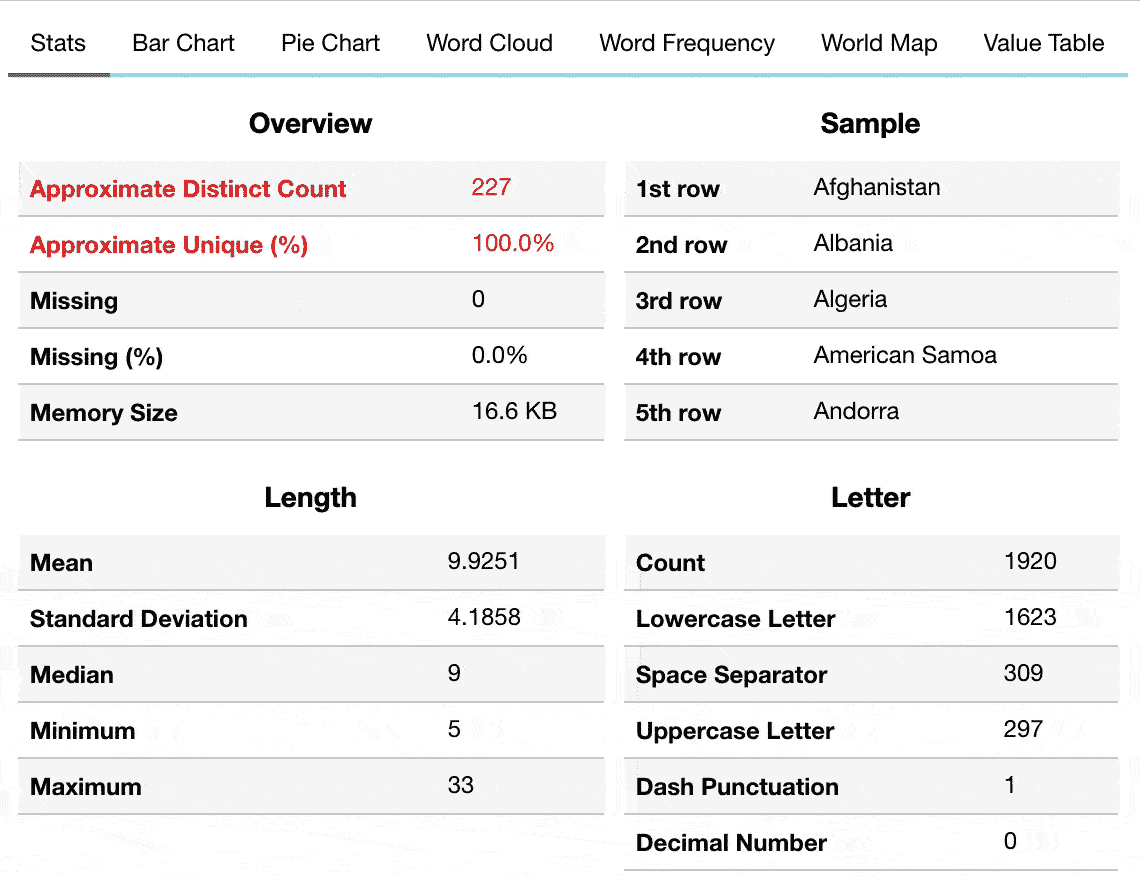 Stats Bar Chart Pie Chart Word Cloud Word Frequency World Map Value Table
Overview
Approximate Distinct Count 227
Approximate Unique (%) 100.0%
Missing 0
Missing (%) 0.0%
Memory Size 16.6 KB
Sample
1st row Afghanistan
2nd row Albania
3rd row Algeria
4th row American Samoa
5th row Andorra
Length
Mean 9.9251
Standard Deviation 4.1858
Median 9
Minimum 5
Maximum 33
Letter
Count 1920
Lowercase Letter 1623
Space Separator 309
Uppercase Letter 297
Dash Punctuation 1
Decimal Number 0